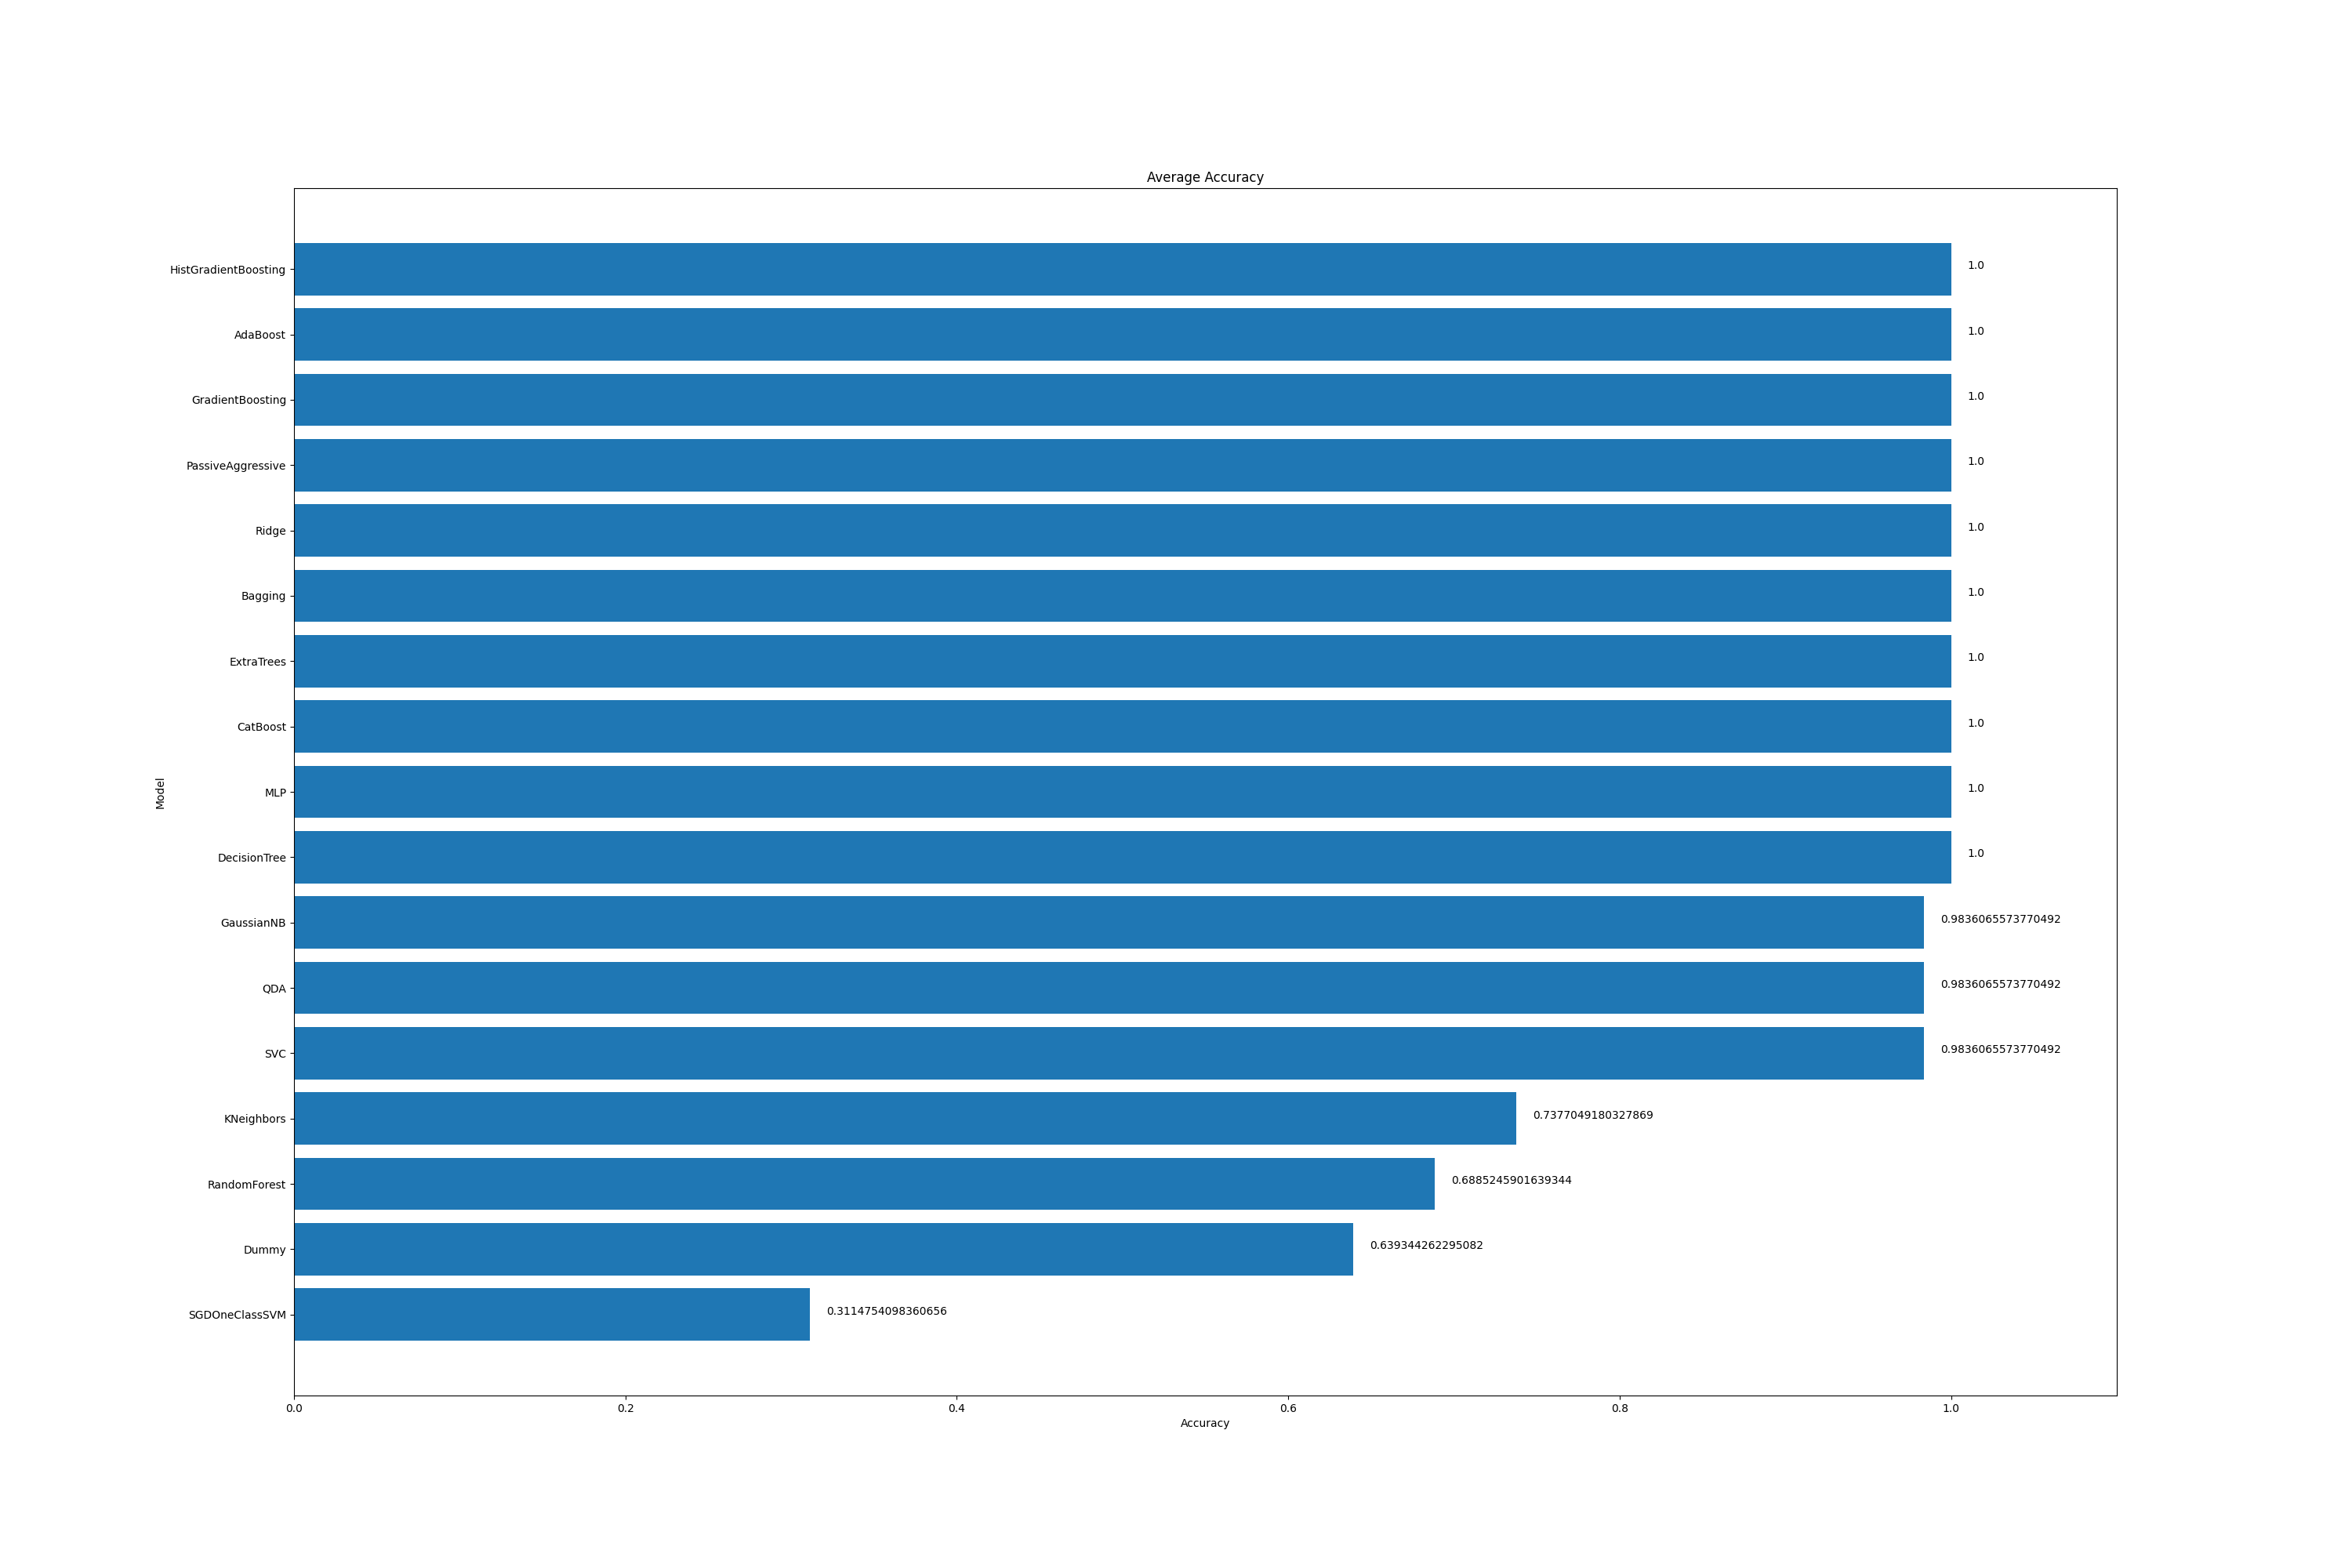 Average Accuracy
HistGradientBoosting 1.0
AdaBoost 1.0
GradientBoosting 1.0
PassiveAggressive 1.0
Ridge 1.0
Bagging 1.0
ExtraTrees 1.0
CatBoost 1.0
MLP 1.0
DecisionTree 1.0
GaussianNB 0.9836065573770492
QDA 0.9836065573770492
SVC 0.9836065573770492
KNeighbors 0.7377049180327869
RandomForest 0.6885245901639344
Dummy 0.639344262295082
SGDOneClassSVM 0.3114754098360656
Model
0.0 0.2 0.4 0.6 0.8 1.0
Accuracy